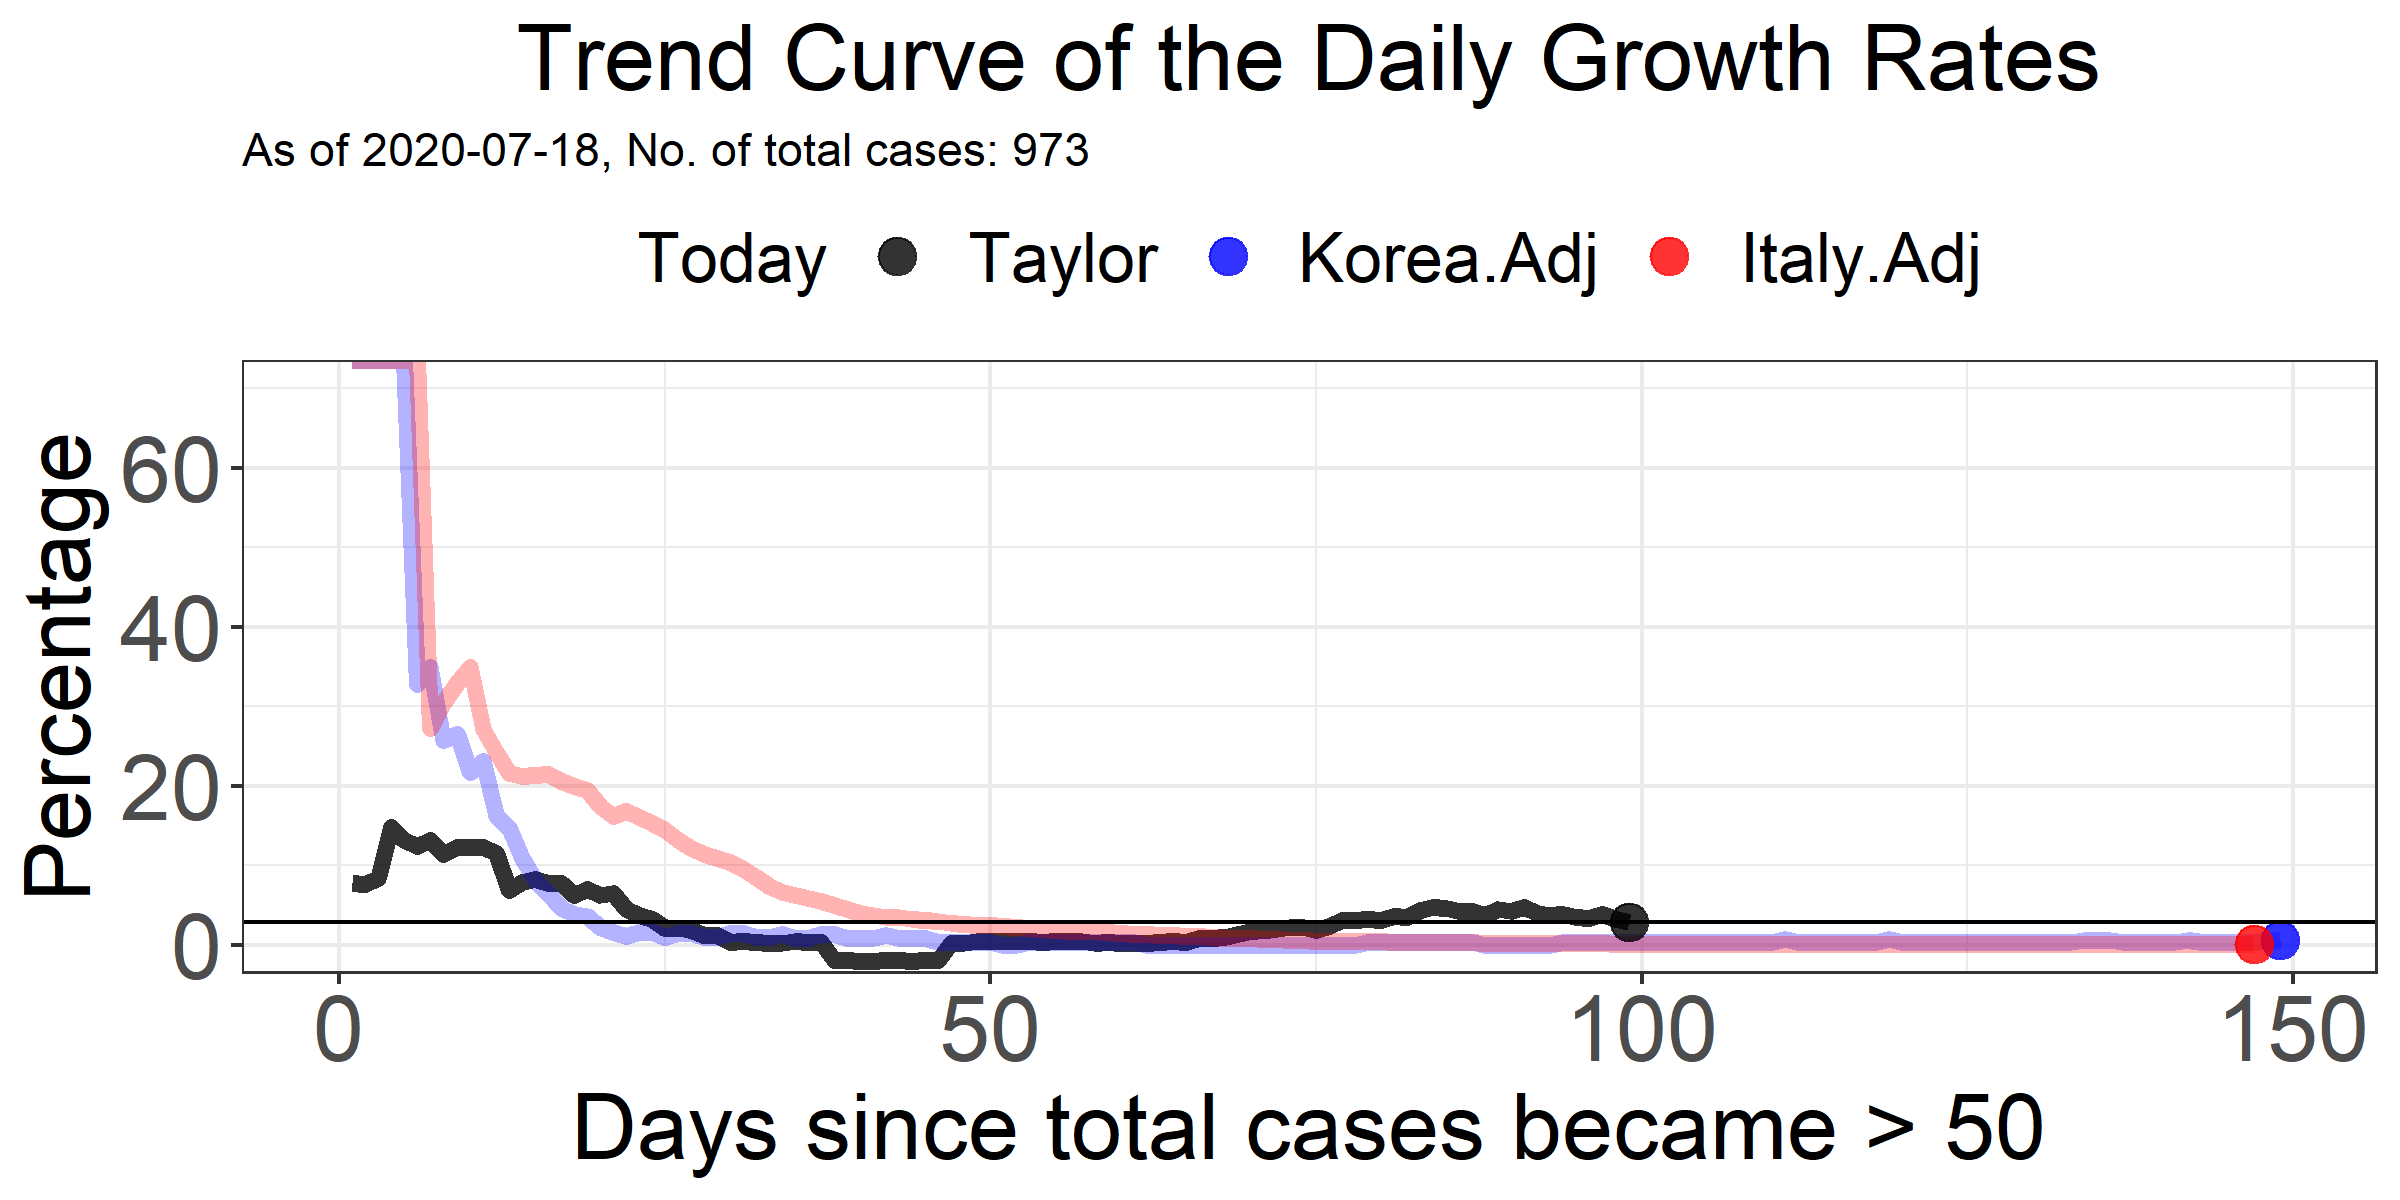 Trend Curve of the Daily Growth Rates
As of 2020-07-18, No. of total cases: 973
Today Taylor Korea.Adj Italy.Adj
Percentage
60
40
20
0
0 50 100 150
Days since total cases became > 50